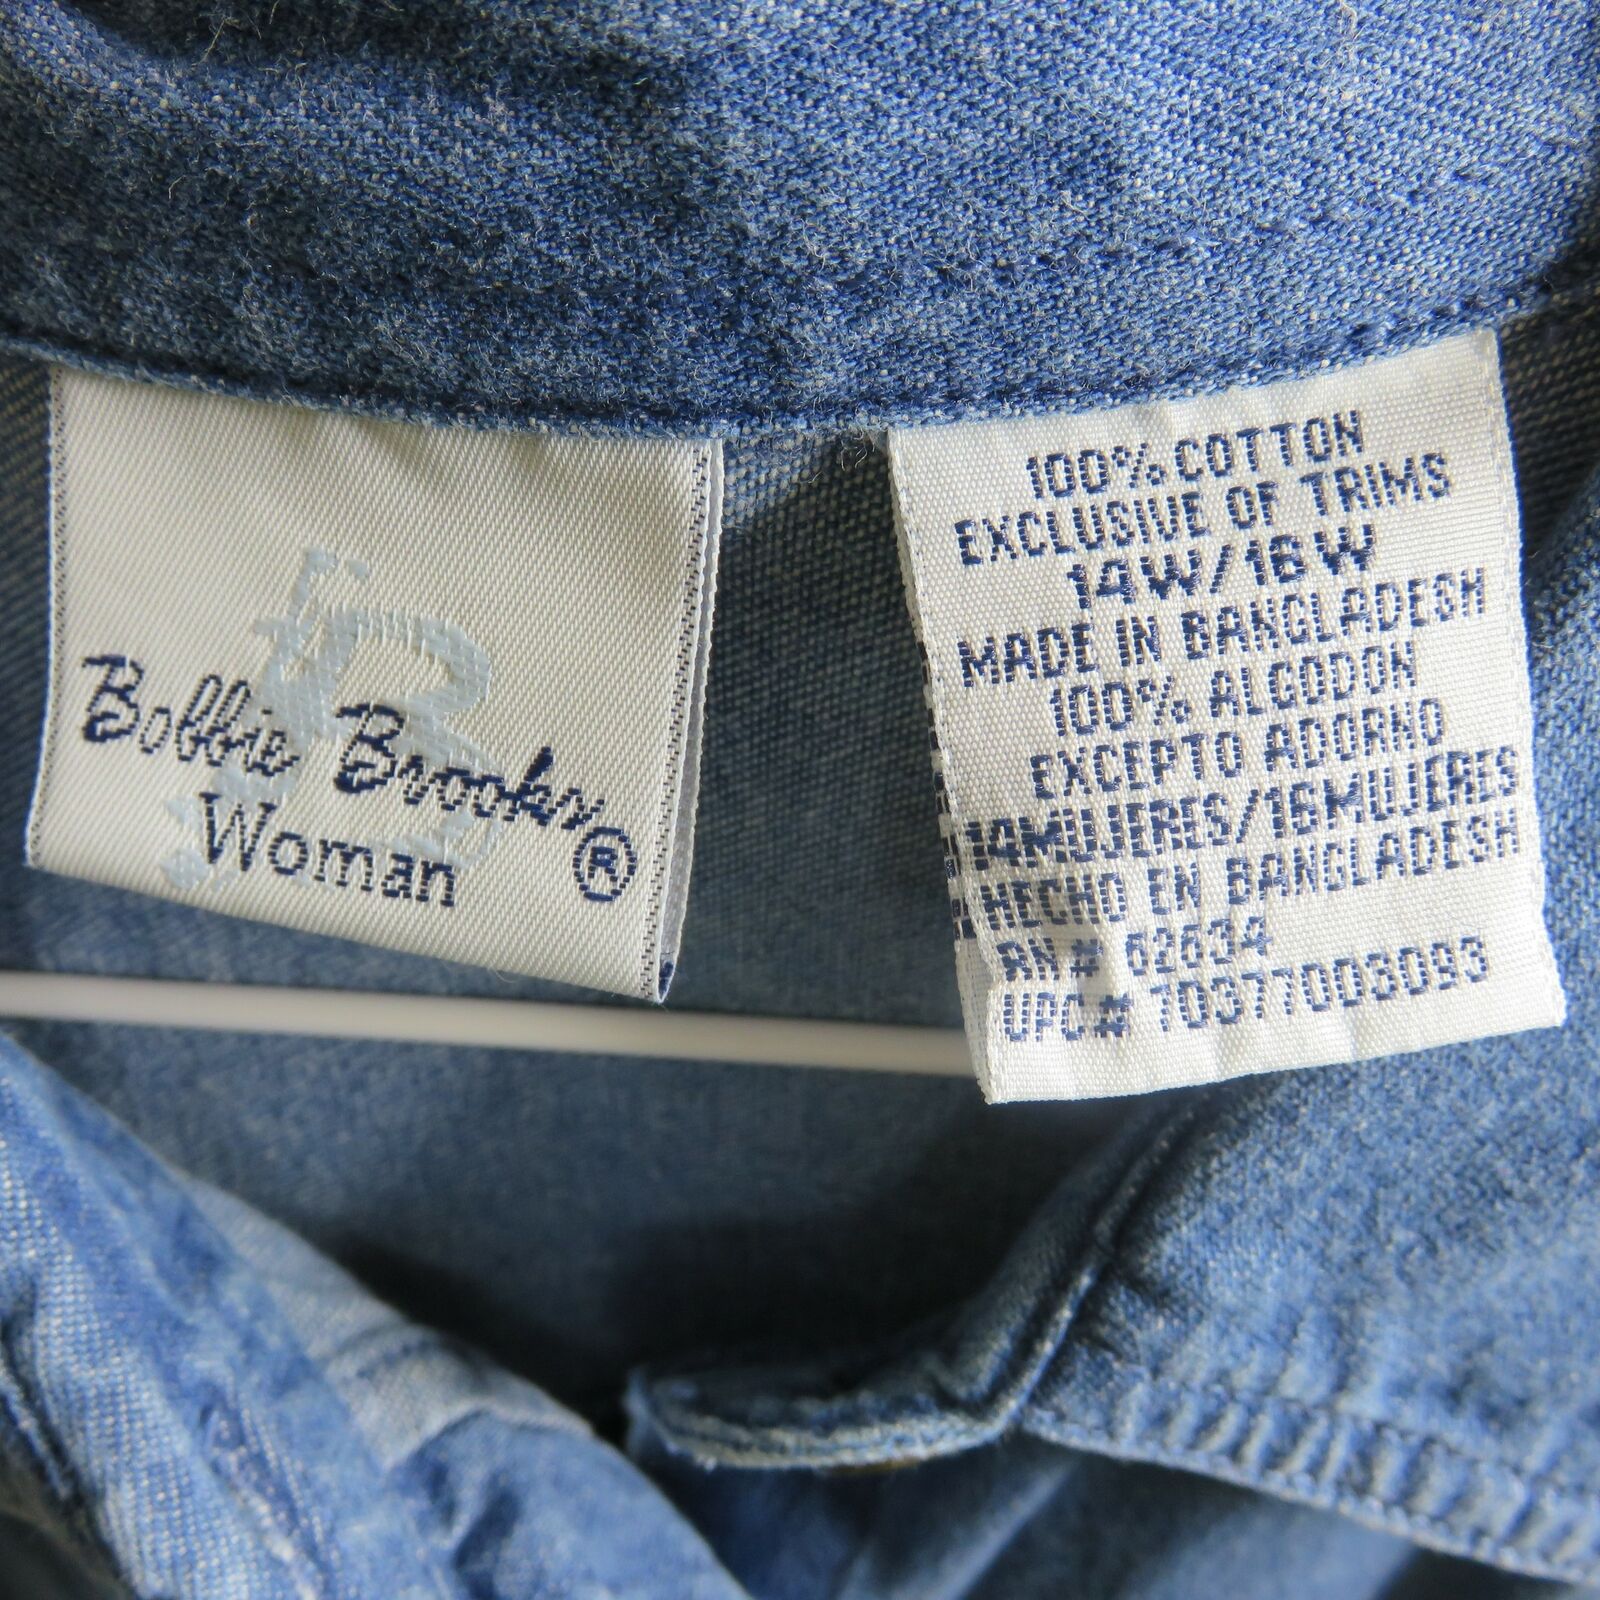 Bobbie Brooks®
Woman
100% COTTON
EXCLUSIVE OF TRIMS
14W/16W
MADE IN BANGLADESH
100% ALGODON
EXCEPTO ADORNO
14MUJERES/16MUJERES
HECHO EN BANGLADESH
RN# 62634
UPC# 70377003093